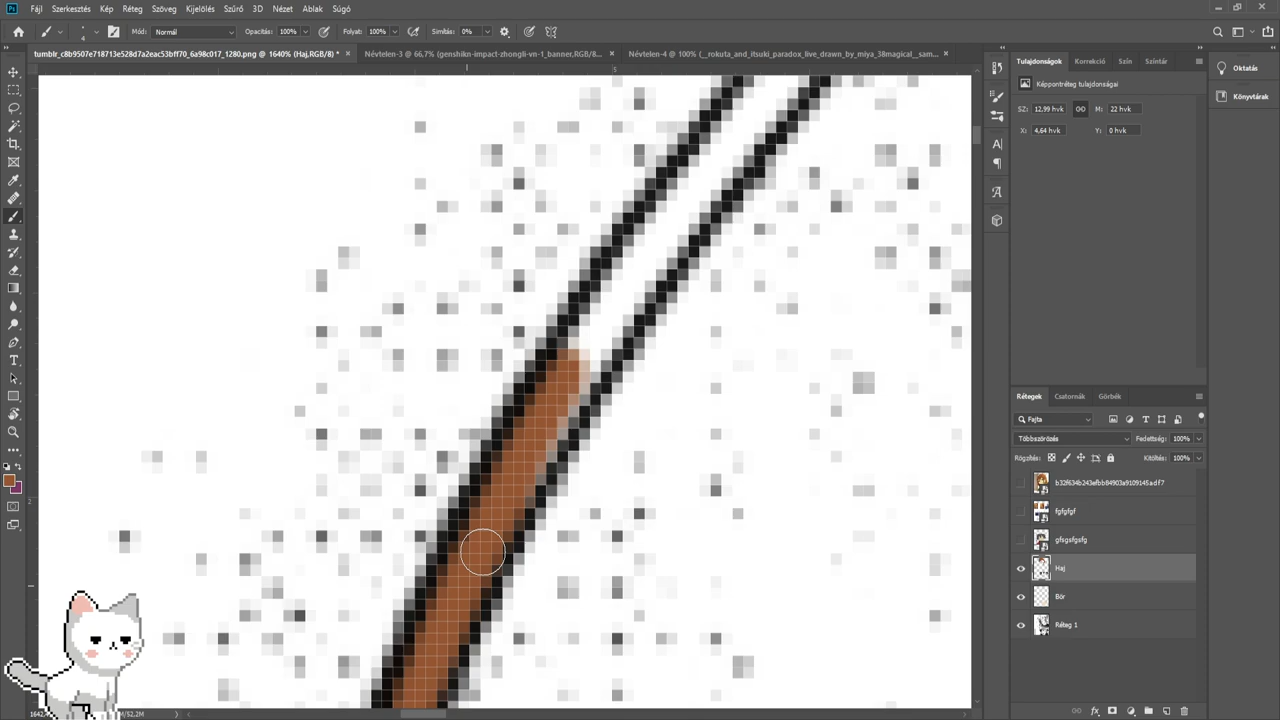 Fájl Szerkesztés Kép Réteg Szöveg Kijelölés Szűrő 3D Nézet Ablak Súgó
4 Mód: Normál Opacitás: 100% Folyat: 100% Simítás: 0%
tumblr_c8b9507e718713e528d7a2eac53bff70_6a98c017_1280.png @ 1640% (Haj,RGB/8) *
Névtelen-3 @ 66,7% (genshikn-impact-zhongli-vn-1_banner,RGB/8...
Névtelen-4 @ 100% (__rokuta_and_itsuki_paradox_live_drawn_by_miya_38magical__sam...
Tulajdonságok Korrekció Szín Színtár
Képpontréteg tulajdonságai
SZ: 12,99 hvk M: 22 hvk
X: 4,64 hvk Y: 0 hvk
Oktatás
Könyvtárak
Rétegek Csatornák Görbék
Fajta
Többszörözés Fedettség: 100%
Rögzítés: Kitöltés: 100%
b32f634b243efbb84903a9109145adf7
fgfgfgf
gfsgsfgsfg
Haj
Bőr
Réteg 1